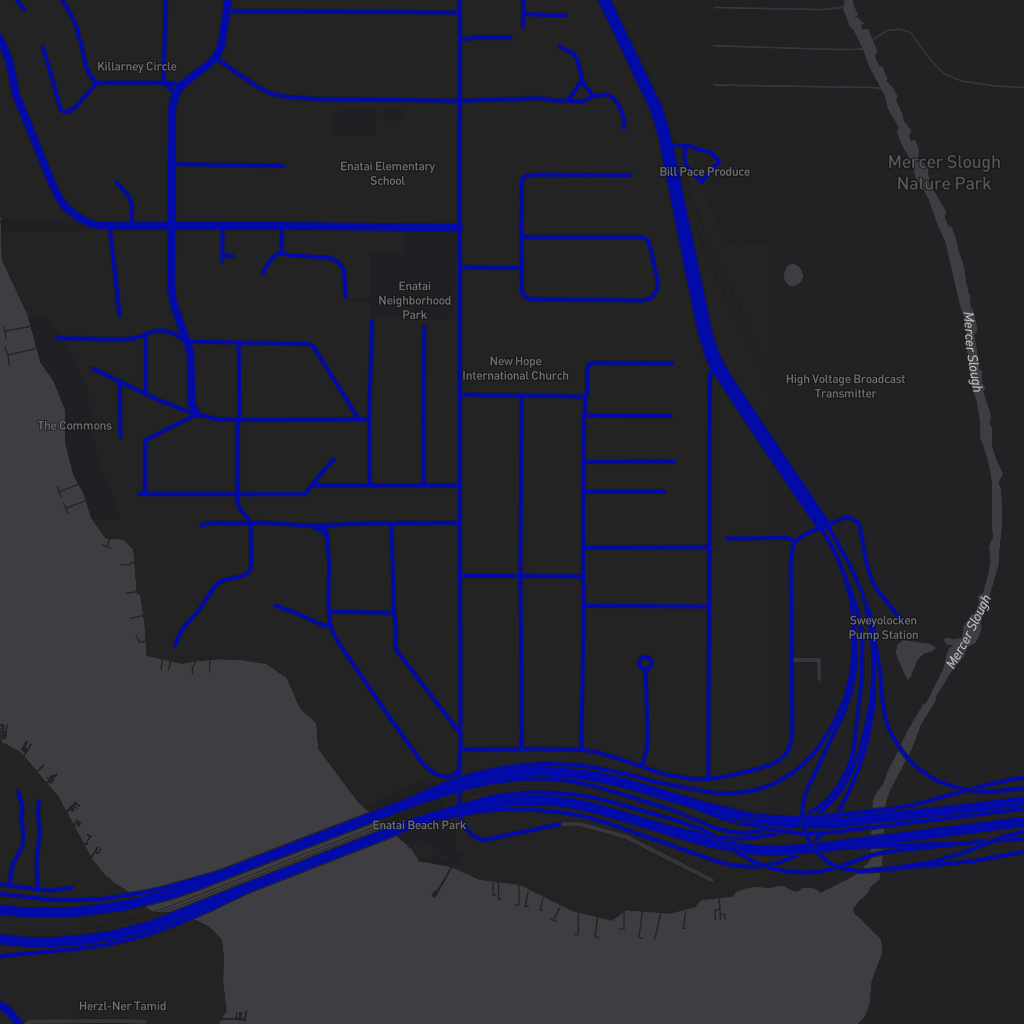 Killarney Circle
Enatai Elementary
School
Bill Pace Produce
Mercer Slough
Nature Park
Enatai
Neighborhood
Park
Mercer Slough
New Hope
International Church
High Voltage Broadcast
Transmitter
The Commons
Sweyolocken
Pump Station
Mercer Slough
Enatai Beach Park
Herzl-Ner Tamid